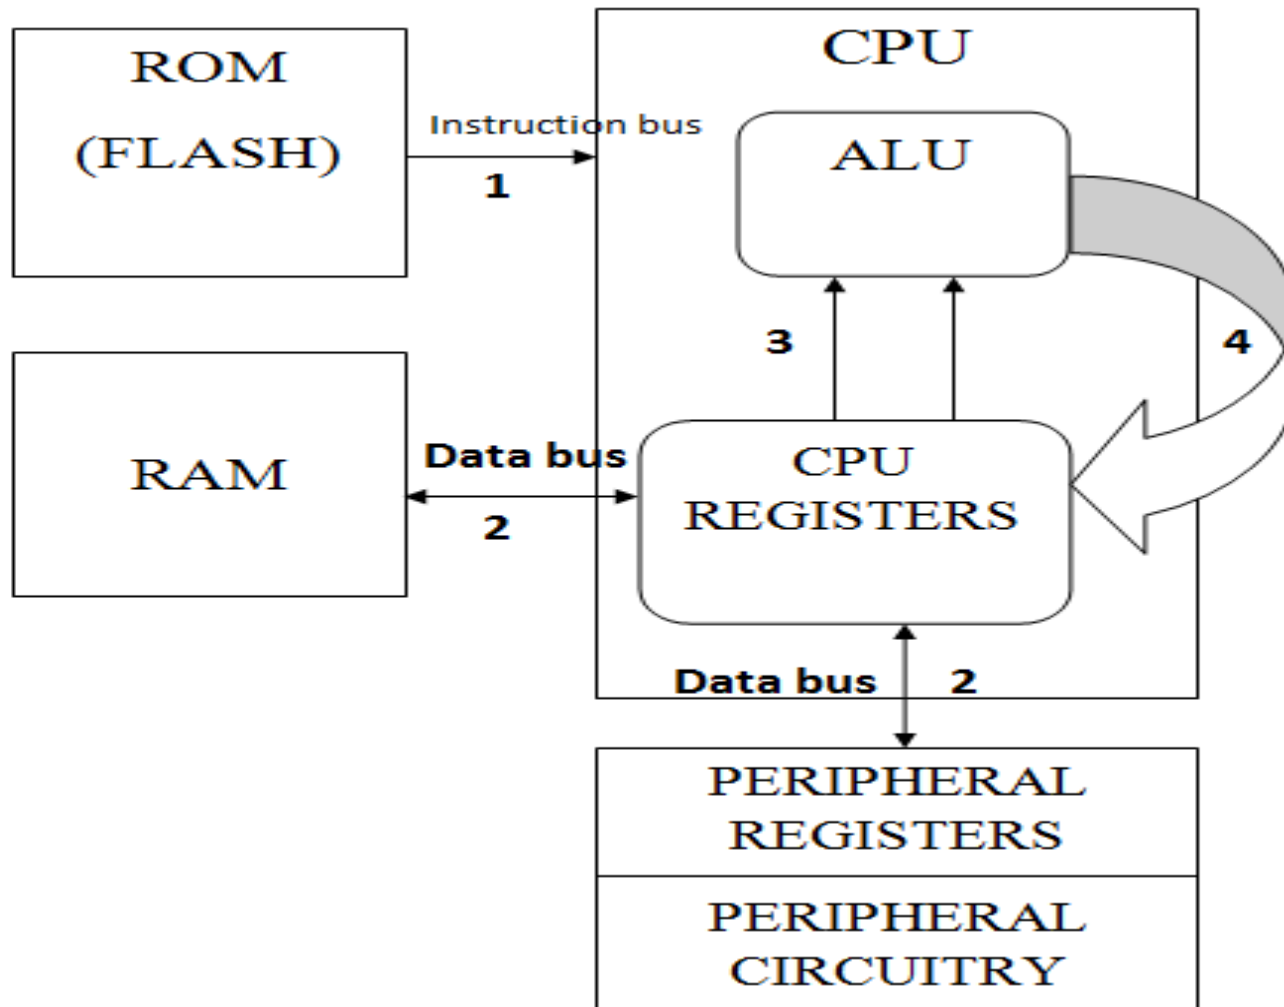 ROM
(FLASH)
Instruction bus
1
CPU
ALU
3
4
RAM
Data bus
2
CPU
REGISTERS
Data bus 2
PERIPHERAL
REGISTERS
PERIPHERAL
CIRCUITRY